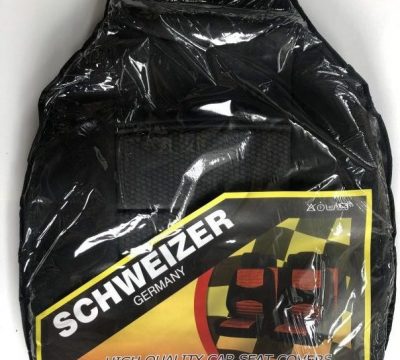 SCHWEIZER
GERMANY
HIGH QUALITY CAR SEAT COVERS